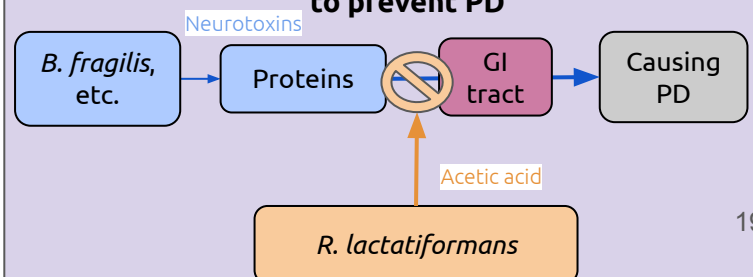 to prevent PD
Neurotoxins
B. fragilis,
etc.
Proteins
GI
tract
Causing
PD
Acetic acid
R. lactatiformans
19